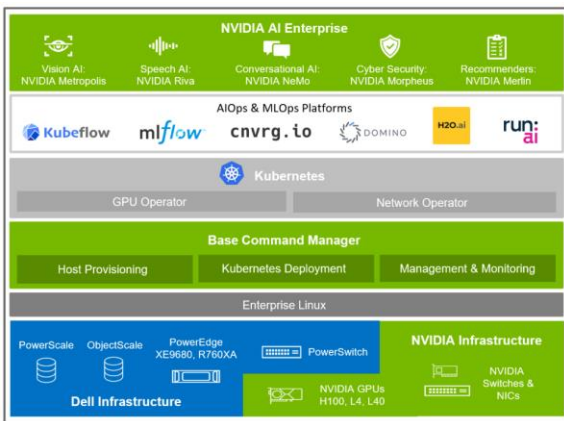 NVIDIA AI Enterprise
Vision AI:
NVIDIA Metropolis
Speech AI:
NVIDIA Riva
Conversational AI:
NVIDIA NeMo
Cyber Security:
NVIDIA Morpheus
Recommenders:
NVIDIA Merlin
AIOps & MLOps Platforms
Kubeflow
mlflow
cnvrg.io
DOMINO
H2O.ai
run:
ai
Kubernetes
GPU Operator
Network Operator
Base Command Manager
Host Provisioning
Kubernetes Deployment
Management & Monitoring
Enterprise Linux
PowerScale
ObjectScale
PowerEdge
XE9680, R760XA
PowerSwitch
Dell Infrastructure
NVIDIA Infrastructure
NVIDIA GPUs
H100, L4, L40
NVIDIA
Switches &
NICs